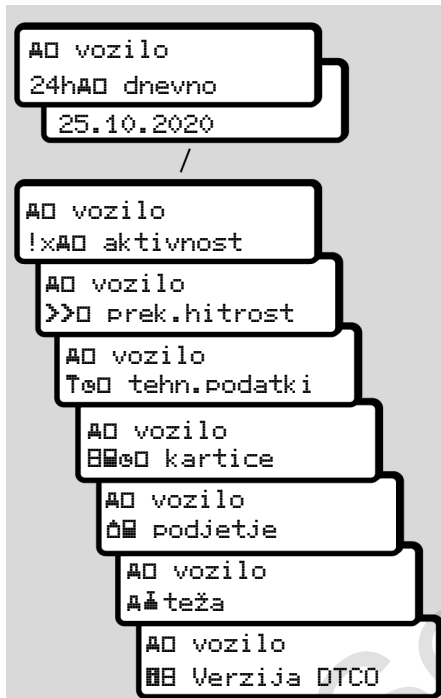 vozilo
24h dnevno
25.10.2020
/
vozilo
!x aktivnost
vozilo
>> prek.hitrost
vozilo
tehn.podatki
vozilo
kartice
vozilo
podjetje
vozilo
teža
vozilo
Verzija DTCO